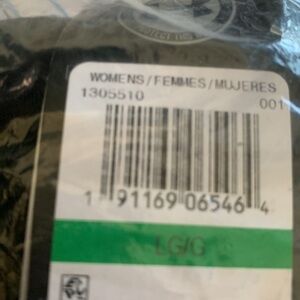 WOMENS/FEMMES/MUJERES
1305510 001
1 91169 06546 4
LG/G